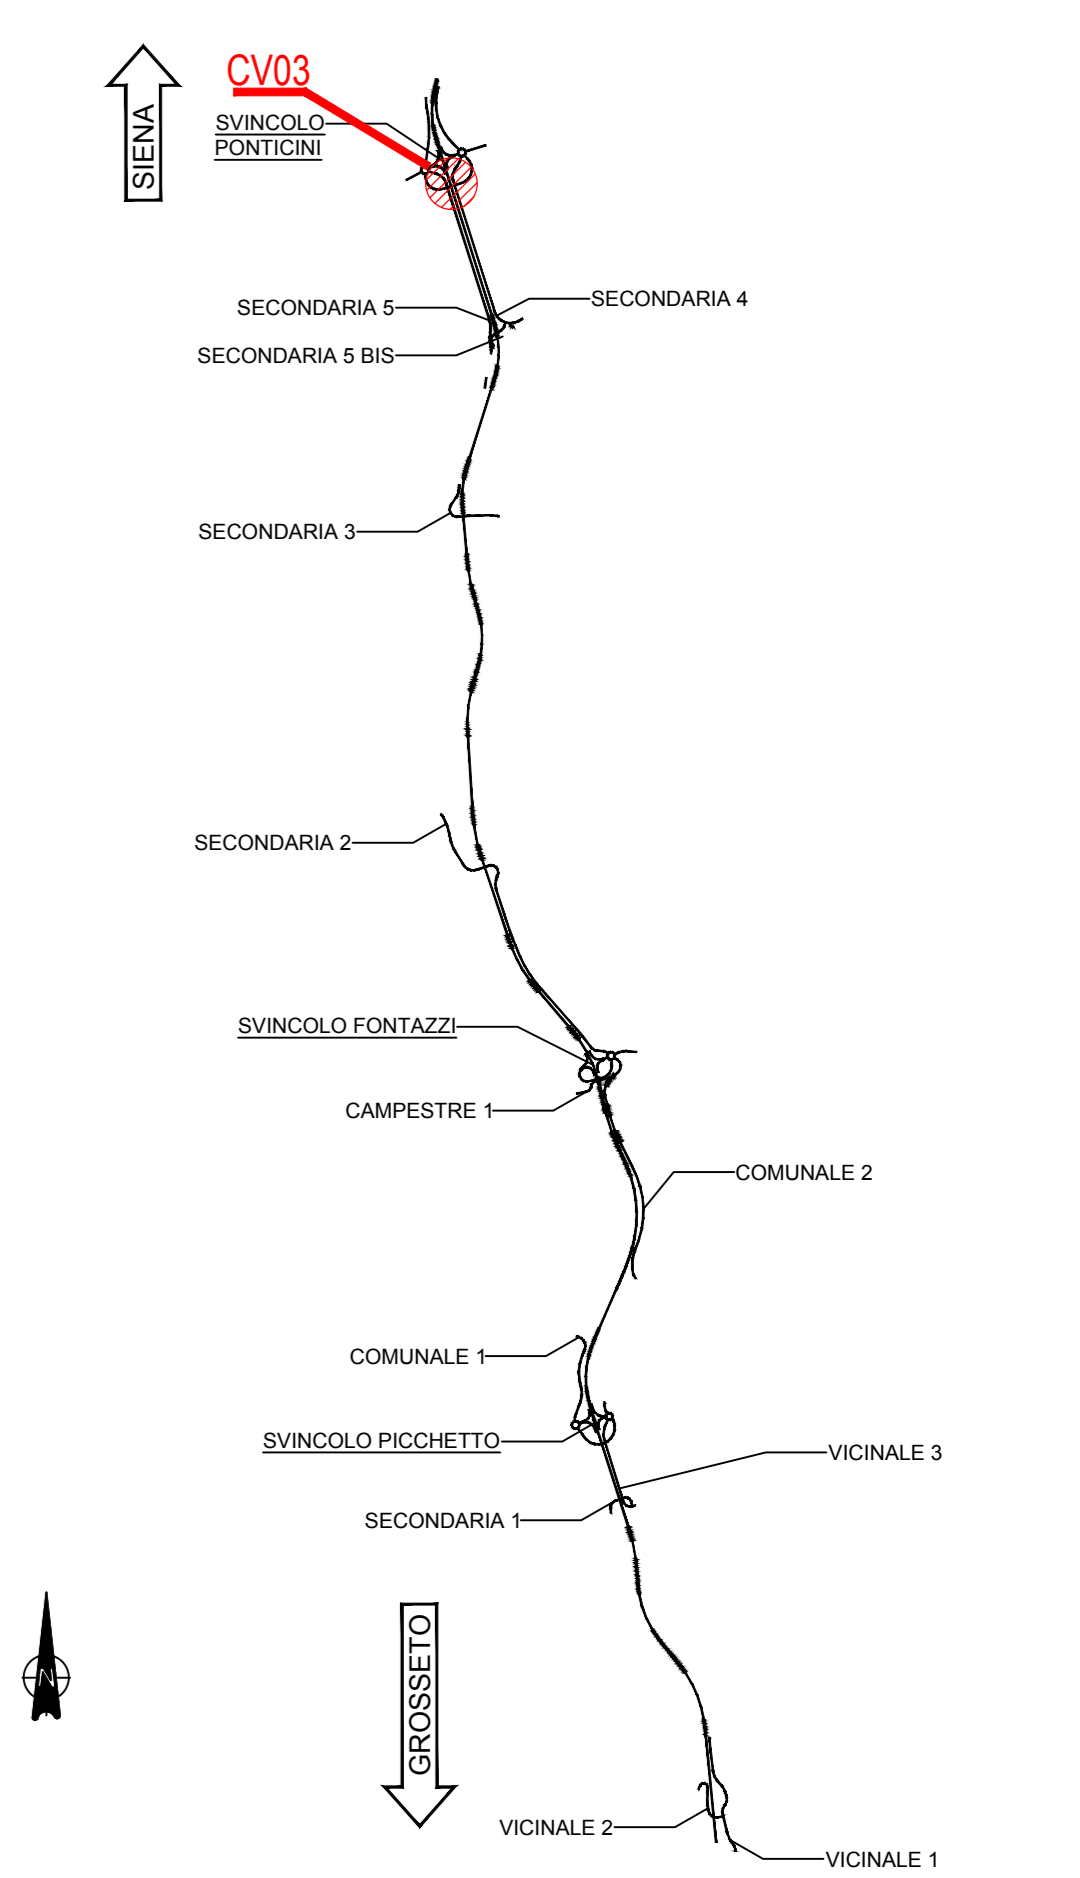 CV03
SIENA
SVINCOLO
PONTICINI
SECONDARIA 4
SECONDARIA 5
SECONDARIA 5 BIS
SECONDARIA 3
SECONDARIA 2
SVINCOLO FONTAZZI
CAMPESTRE 1
COMUNALE 2
COMUNALE 1
SVINCOLO PICCHETTO
VICINALE 3
SECONDARIA 1
GROSSETO
N
VICINALE 2
VICINALE 1